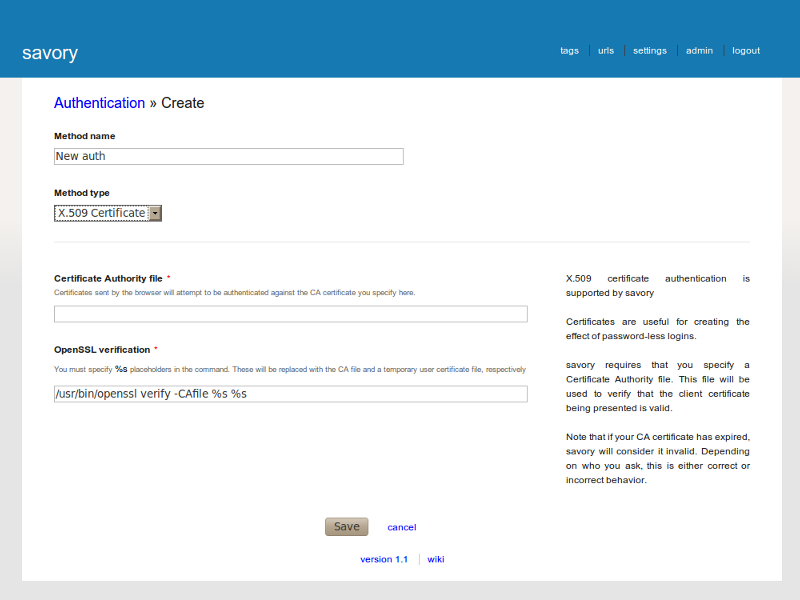 savory
tags urls settings admin logout
Authentication » Create
Method name
New auth
Method type
X.509 Certificate
Certificate Authority file *
Certificates sent by the browser will attempt to be authenticated against the CA certificate you specify here.
OpenSSL verification *
You must specify %s placeholders in the command. These will be replaced with the CA file and a temporary user certificate file, respectively
/usr/bin/openssl verify -CAfile %s %s
X.509 certificate authentication is
supported by savory
Certificates are useful for creating the
effect of password-less logins.
savory requires that you specify a
Certificate Authority file. This file will be
used to verify that the client certificate
being presented is valid.
Note that if your CA certificate has expired,
savory will consider it invalid. Depending
on who you ask, this is either correct or
incorrect behavior.
Save cancel
version 1.1 wiki